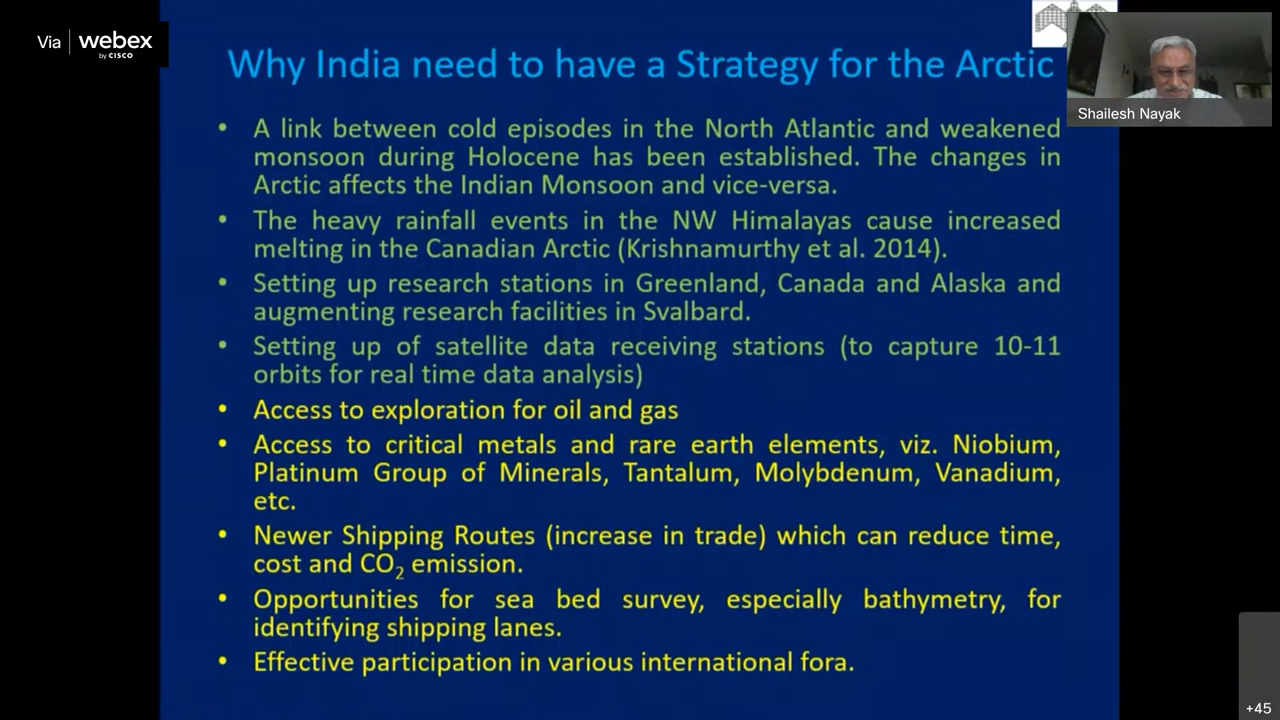 Via webex
by CISCO
Why India need to have a Strategy for the Arctic
Shailesh Nayak
• A link between cold episodes in the North Atlantic and weakened
monsoon during Holocene has been established. The changes in
Arctic affects the Indian Monsoon and vice-versa.
• The heavy rainfall events in the NW Himalayas cause increased
melting in the Canadian Arctic (Krishnamurthy et al. 2014).
• Setting up research stations in Greenland, Canada and Alaska and
augmenting research facilities in Svalbard.
• Setting up of satellite data receiving stations (to capture 10-11
orbits for real time data analysis)
• Access to exploration for oil and gas
• Access to critical metals and rare earth elements, viz. Niobium,
Platinum Group of Minerals, Tantalum, Molybdenum, Vanadium,
etc.
• Newer Shipping Routes (increase in trade) which can reduce time,
cost and CO₂ emission.
• Opportunities for sea bed survey, especially bathymetry, for
identifying shipping lanes.
• Effective participation in various international fora.
+45